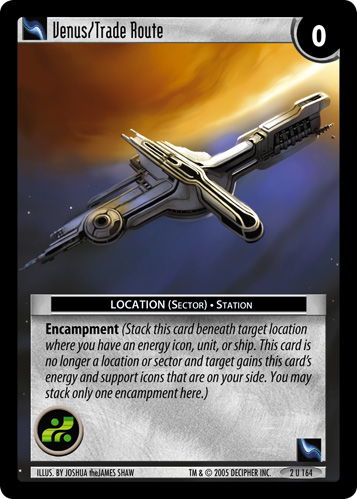 Venus/Trade Route
0
LOCATION (SECTOR) • STATION
Encampment (Stack this card beneath target location
where you have an energy icon, unit, or ship. This card is
no longer a location or sector and target gains this card's
energy and support icons that are on your side. You may
stack only one encampment here.)
ILLUS. BY JOSHUA theJAMES SHAW TM & © 2005 DECIPHER INC. 2 U 164